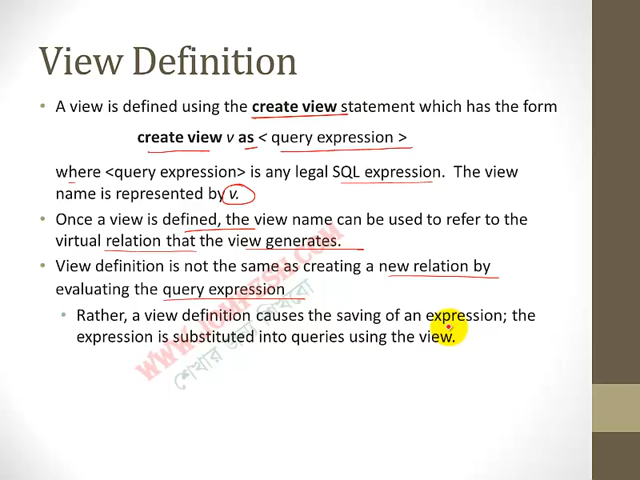 View Definition
• A view is defined using the create view statement which has the form
create view v as < query expression >
where <query expression> is any legal SQL expression. The view
name is represented by v.
• Once a view is defined, the view name can be used to refer to the
virtual relation that the view generates.
• View definition is not the same as creating a new relation by
evaluating the query expression
• Rather, a view definition causes the saving of an expression; the
expression is substituted into queries using the view.
শেখার জন্য শিখবো